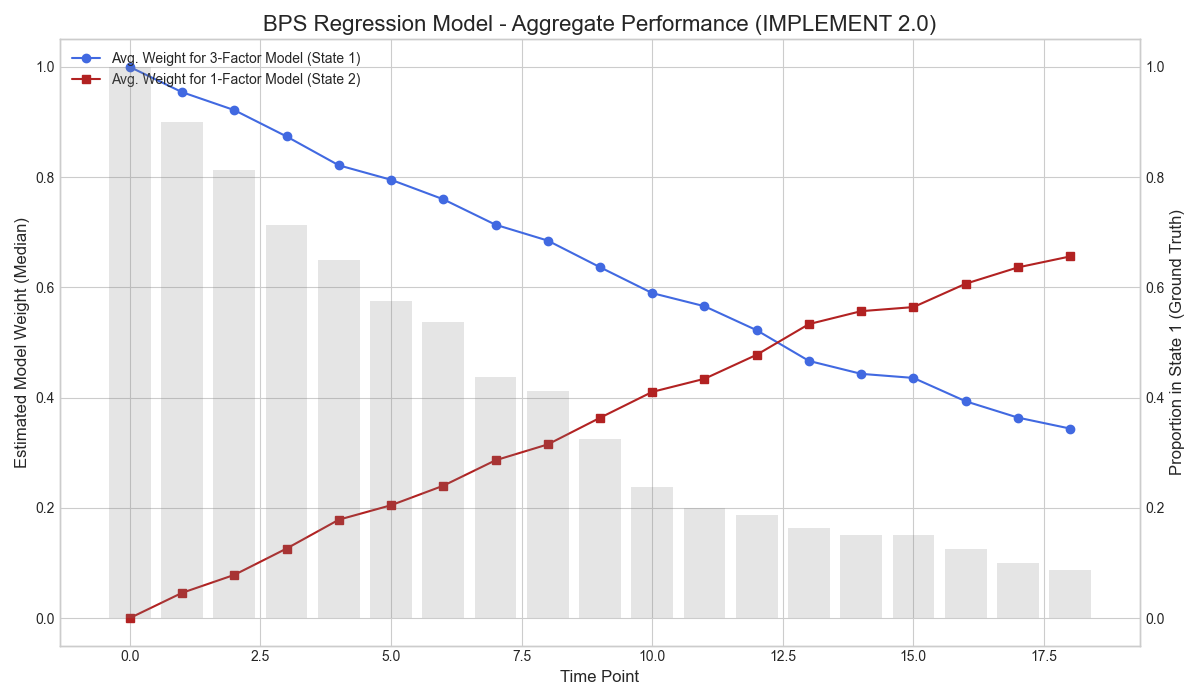 BPS Regression Model - Aggregate Performance (IMPLEMENT 2.0)
Avg. Weight for 3-Factor Model (State 1)
Avg. Weight for 1-Factor Model (State 2)
Estimated Model Weight (Median)
1.0
0.8
0.6
0.4
0.2
0.0
1.0
0.8
0.6
0.4
0.2
0.0
Proportion in State 1 (Ground Truth)
0.0 2.5 5.0 7.5 10.0 12.5 15.0 17.5
Time Point